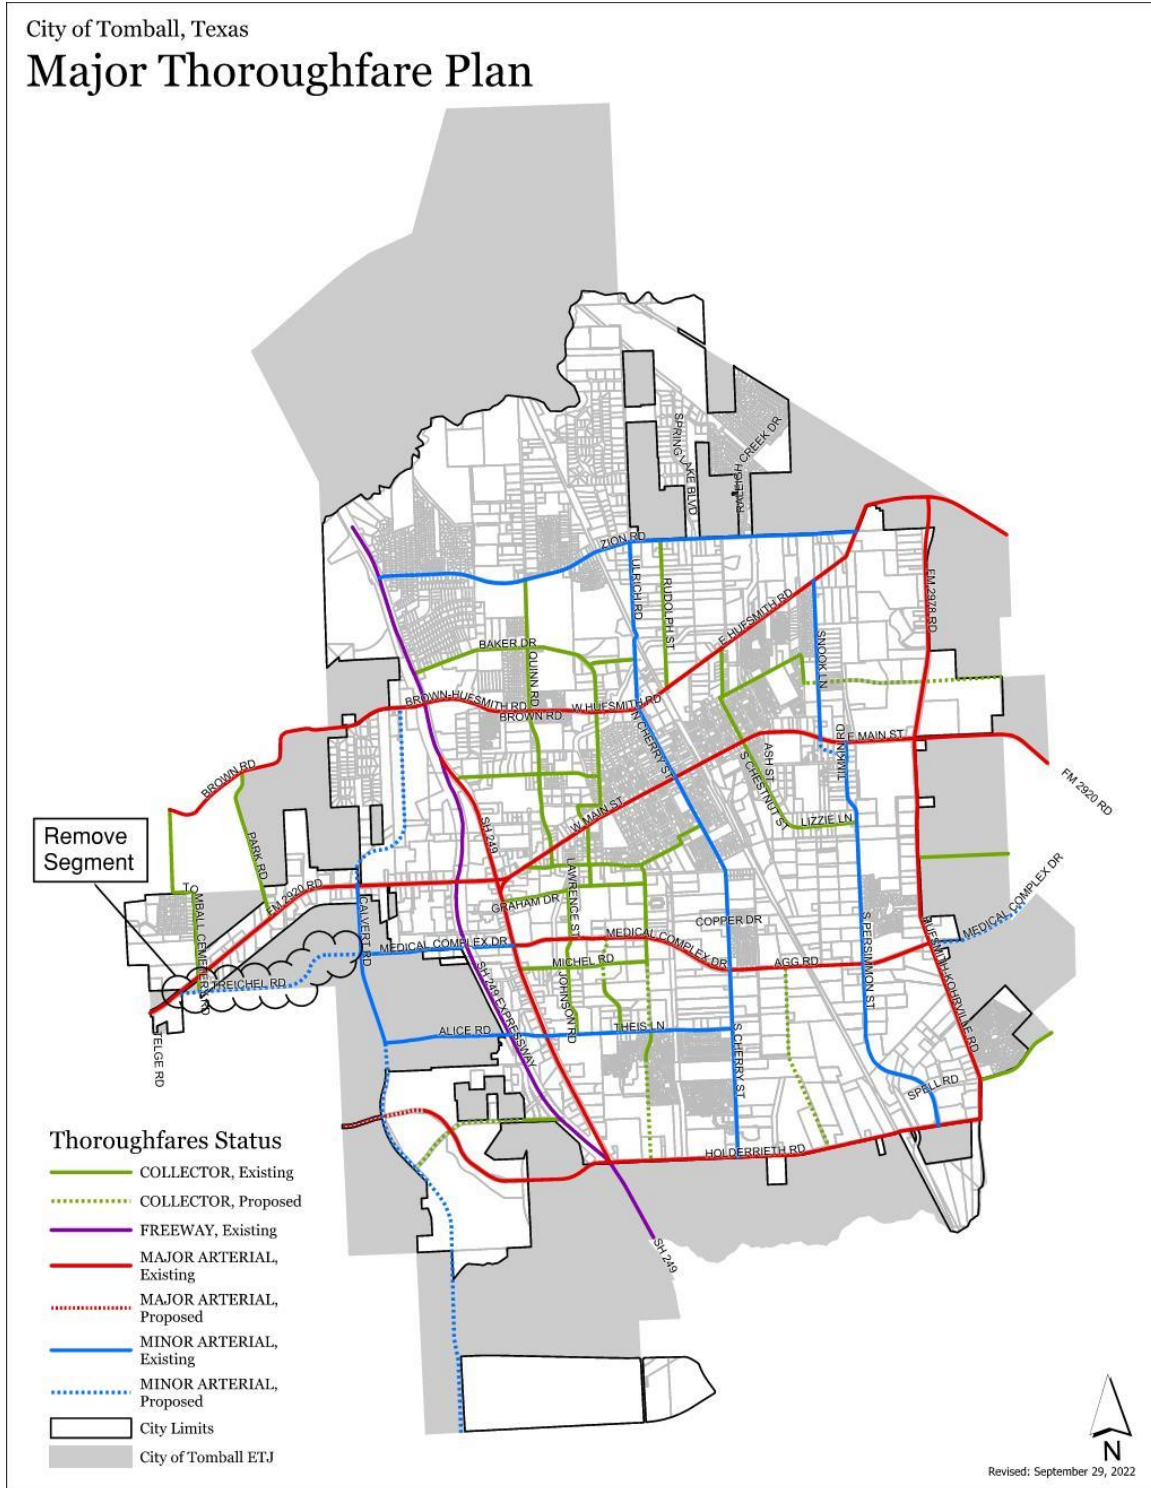 City of Tomball, Texas
Major Thoroughfare Plan
SPRING LAKE BLVD
RALEIGH CREEK DR
ZION RD
ULRICH RD
RUDOLPH ST
FM 2978 RD
E HUFSMITH RD
SNOOK LN
BAKER DR
QUINN RD
BROWN-HUFSMITH RD
W HUFSMITH RD
BROWN RD
N CHERRY ST
E MAIN ST
TIMKIN RD
ASH ST
S CHESTNUT ST
BROWN RD
FM 2920 RD
SH 249
W MAIN ST
LIZZIE LN
Remove
Segment
PARK RD
FM 2920 RD
TOMBALL CEMETERY RD
LAWRENCE ST
GRAHAM DR
CALVERT RD
COPPER DR
MEDICAL COMPLEX DR
MEDICAL COMPLEX DR
MEDICAL COMPLEX DR
S PERSIMMON ST
HUFSMITH-KOHRVILLE RD
MICHEL RD
AGG RD
TREICHEL RD
SH 249 EXPRESSWAY
JOHNSON RD
ALICE RD
THEIS LN
TELGE RD
S CHERRY ST
SPELL RD
HOLDERRIETH RD
SH 249
Thoroughfares Status
COLLECTOR, Existing
COLLECTOR, Proposed
FREEWAY, Existing
MAJOR ARTERIAL,
Existing
MAJOR ARTERIAL,
Proposed
MINOR ARTERIAL,
Existing
MINOR ARTERIAL,
Proposed
City Limits
City of Tomball ETJ
N
Revised: September 29, 2022